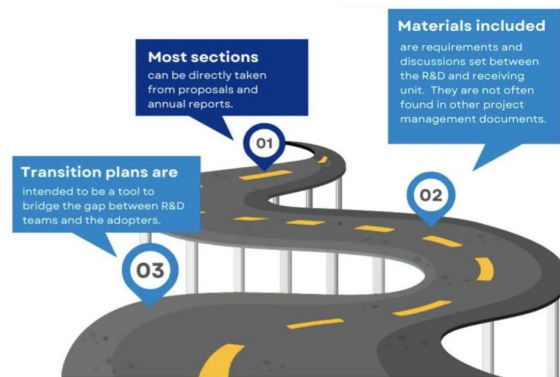 Most sections
can be directly taken
from proposals and
annual reports.
01
Materials included
are requirements and
discussions set between
the R&D and receiving
unit. They are not often
found in other project
management documents.
02
Transition plans are
intended to be a tool to
bridge the gap between R&D
teams and the adopters.
03